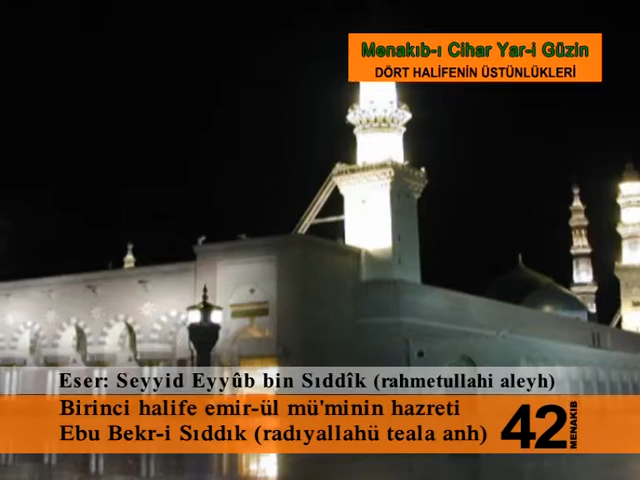 Menakıb-ı Cihar Yar-i Güzin
DÖRT HALİFENİN ÜSTÜNLÜKLERİ
Eser: Seyyid Eyyûb bin Sıddîk (rahmetullahi aleyh)
Birinci halife emir-ül mü'minin hazreti
Ebu Bekr-i Sıddık (radıyallahü teala anh)
42
MENAKIB